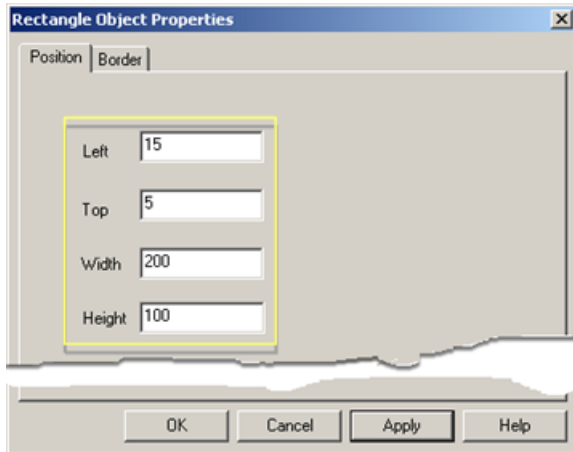 Rectangle Object Properties
Position Border
Left 15
Top 5
Width 200
Height 100
OK Cancel Apply Help